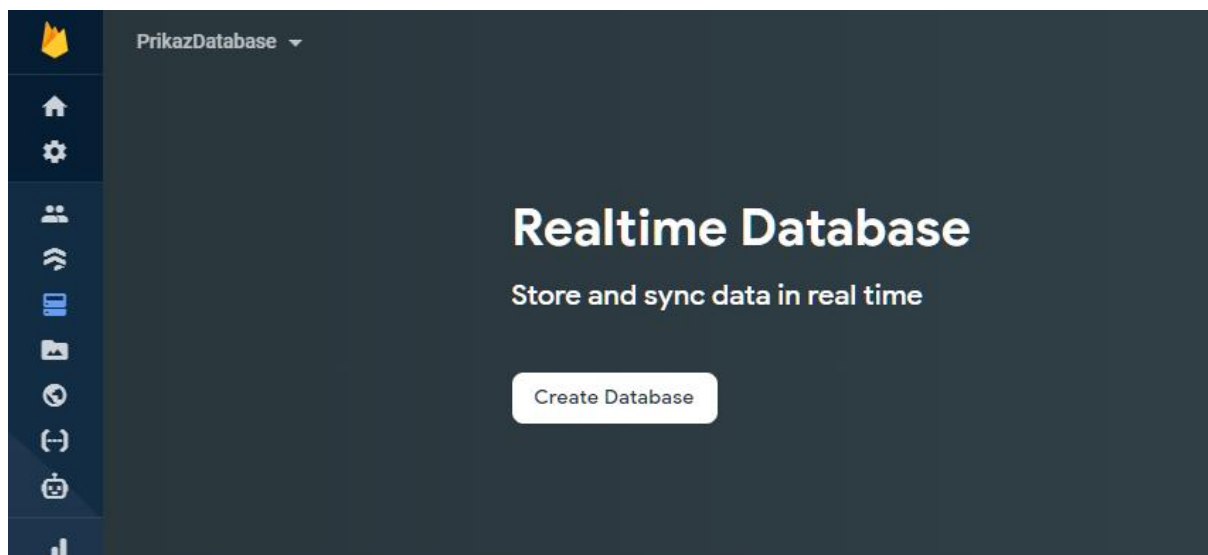 PrikazDatabase
Realtime Database
Store and sync data in real time
Create Database